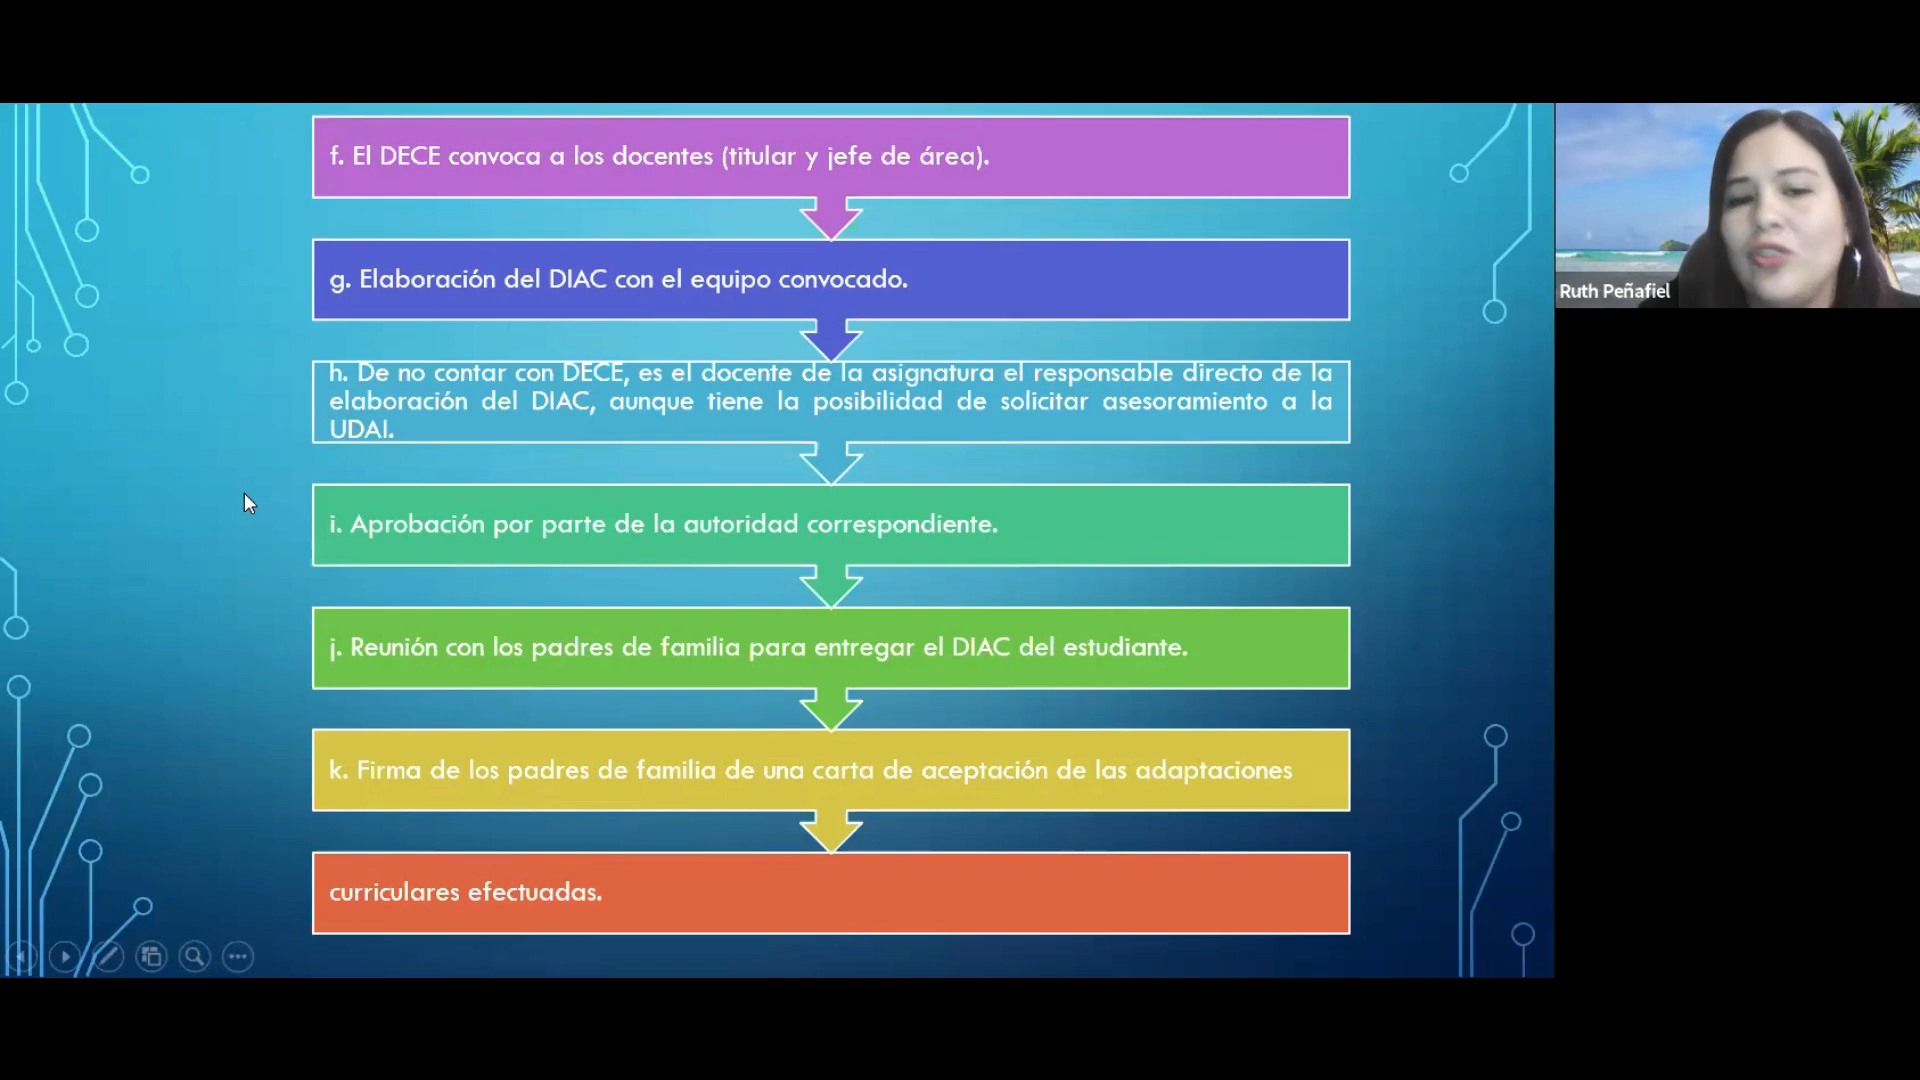 f. El DECE convoca a los docentes (titular y jefe de área).
g. Elaboración del DIAC con el equipo convocado.
h. De no contar con DECE, es el docente de la asignatura el responsable directo de la
elaboración del DIAC, aunque tiene la posibilidad de solicitar asesoramiento a la
UDAI.
i. Aprobación por parte de la autoridad correspondiente.
j. Reunión con los padres de familia para entregar el DIAC del estudiante.
k. Firma de los padres de familia de una carta de aceptación de las adaptaciones
curriculares efectuadas.
Ruth Peñafiel